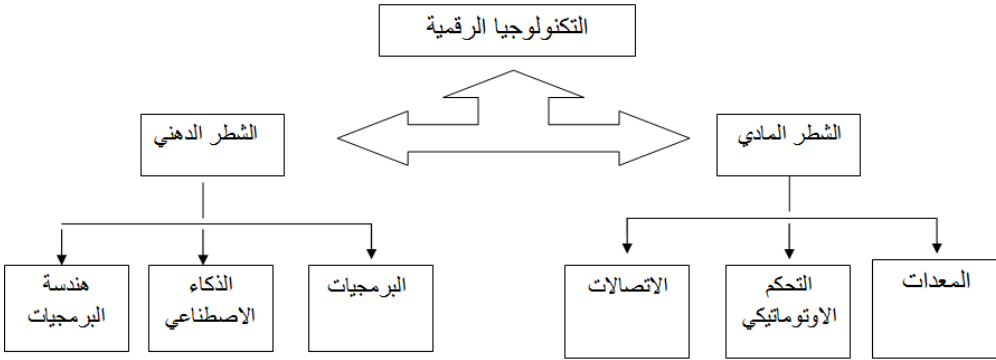 التكنولوجيا الرقمية
الشطر المادي
الشطر الدهني
المعدات
التحكم
الاوتوماتيكي
الاتصالات
البرمجيات
الذكاء
الاصطناعي
هندسة
البرمجيات